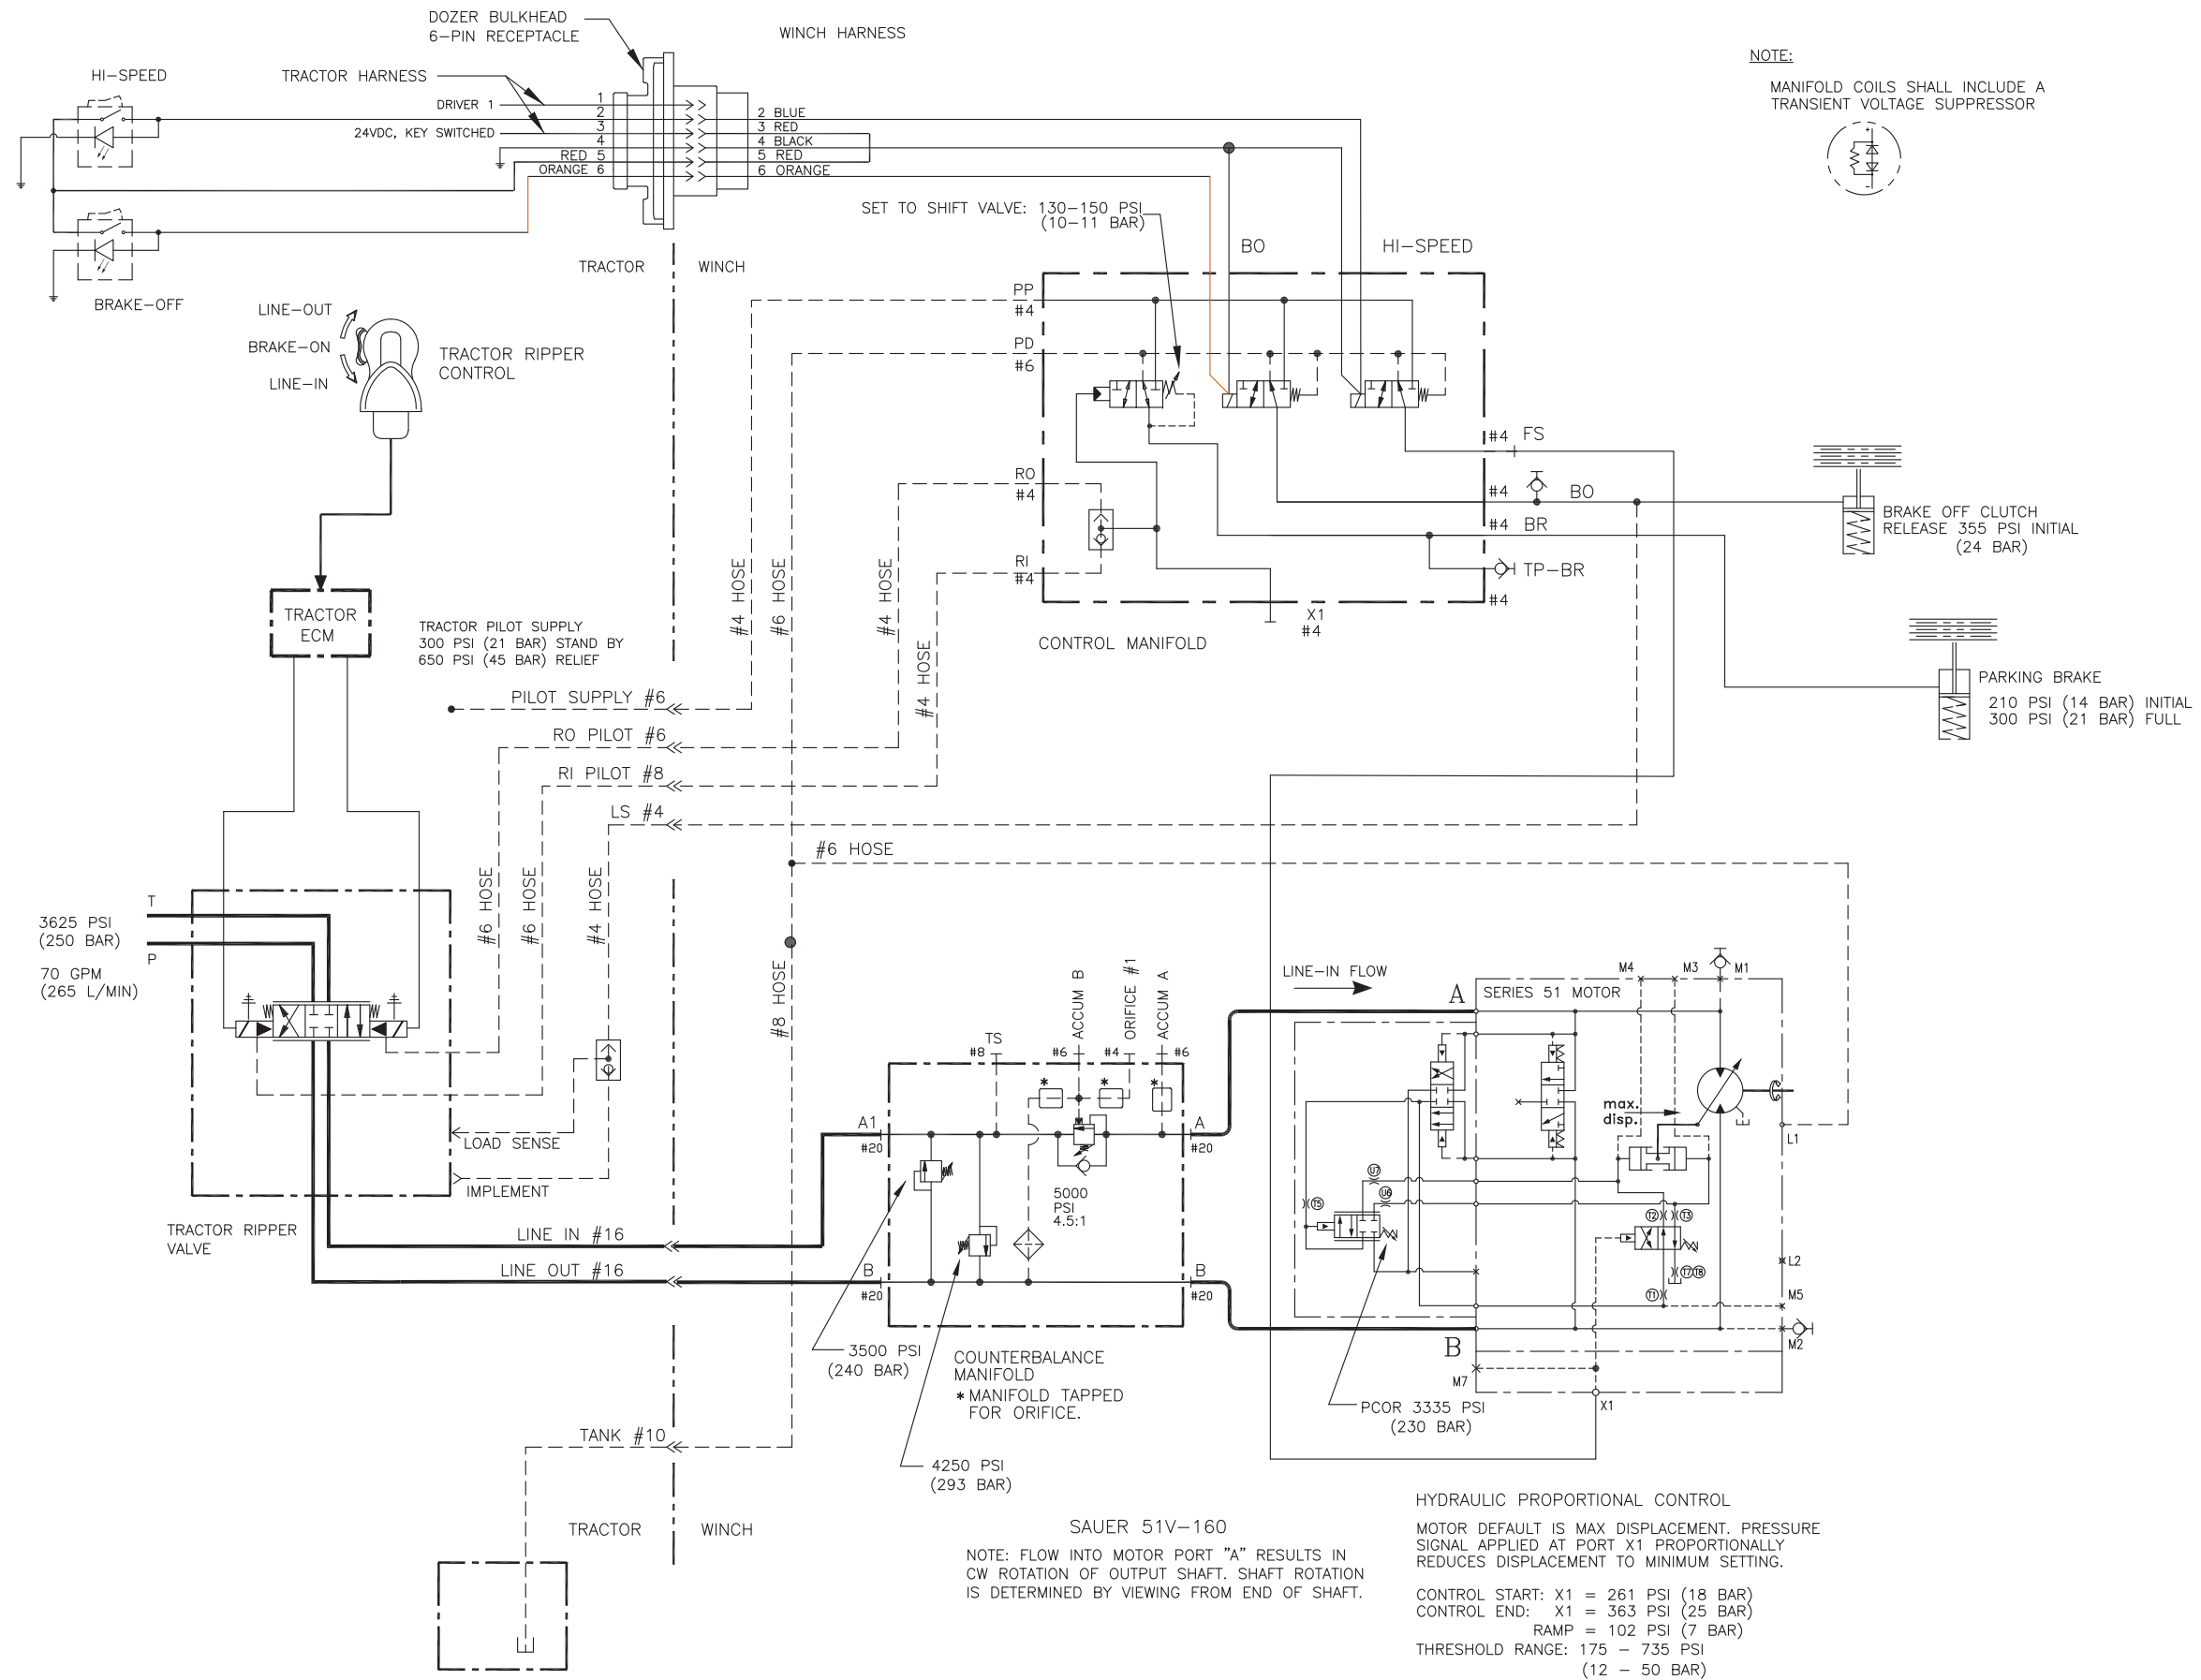 DOZER BULKHEAD
6-PIN RECEPTACLE
WINCH HARNESS
NOTE:
MANIFOLD COILS SHALL INCLUDE A
TRANSIENT VOLTAGE SUPPRESSOR
+
-
HI-SPEED
TRACTOR HARNESS
DRIVER 1
24VDC, KEY SWITCHED
1
2
3
4
RED 5
ORANGE 6
2 BLUE
3 RED
4 BLACK
5 RED
6 ORANGE
BRAKE-OFF
TRACTOR
WINCH
SET TO SHIFT VALVE: 130-150 PSI
(10-11 BAR)
BO
HI-SPEED
LINE-OUT
BRAKE-ON
LINE-IN
TRACTOR RIPPER
CONTROL
PP
#4
PD
#6
RO
#4
RI
#4
X1
#4
CONTROL MANIFOLD
#4 FS
#4
BO
#4 BR
TP-BR
#4
BRAKE OFF CLUTCH
RELEASE 355 PSI INITIAL
(24 BAR)
PARKING BRAKE
210 PSI (14 BAR) INITIAL
300 PSI (21 BAR) FULL
TRACTOR
ECM
TRACTOR PILOT SUPPLY
300 PSI (21 BAR) STAND BY
650 PSI (45 BAR) RELIEF
#4 HOSE
#6 HOSE
#4 HOSE
#4 HOSE
PILOT SUPPLY #6
RO PILOT #6
RI PILOT #8
LS #4
#6 HOSE
#6 HOSE
#6 HOSE
#4 HOSE
#8 HOSE
T
3625 PSI
(250 BAR)
P
70 GPM
(265 L/MIN)
LOAD SENSE
IMPLEMENT
TRACTOR RIPPER
VALVE
LINE IN #16
LINE OUT #16
TANK #10
TRACTOR
WINCH
TS
#8
ACCUM B
#6
ORIFICE #1
#4
ACCUM A
#6
*
*
*
A1
#20
A
#20
5000
PSI
4.5:1
B
#20
B
#20
3500 PSI
(240 BAR)
4250 PSI
(293 BAR)
COUNTERBALANCE
MANIFOLD
* MANIFOLD TAPPED
FOR ORIFICE.
LINE-IN FLOW
A
SERIES 51 MOTOR
M4
M3
M1
max.
disp.
L1
U7
U6
T5
T2
T3
L2
T7
T8
T1
M5
M2
B
M7
X1
PCOR 3335 PSI
(230 BAR)
SAUER 51V-160
NOTE: FLOW INTO MOTOR PORT "A" RESULTS IN
CW ROTATION OF OUTPUT SHAFT. SHAFT ROTATION
IS DETERMINED BY VIEWING FROM END OF SHAFT.
HYDRAULIC PROPORTIONAL CONTROL
MOTOR DEFAULT IS MAX DISPLACEMENT. PRESSURE
SIGNAL APPLIED AT PORT X1 PROPORTIONALLY
REDUCES DISPLACEMENT TO MINIMUM SETTING.
CONTROL START: X1 = 261 PSI (18 BAR)
CONTROL END: X1 = 363 PSI (25 BAR)
RAMP = 102 PSI (7 BAR)
THRESHOLD RANGE: 175 - 735 PSI
(12 - 50 BAR)